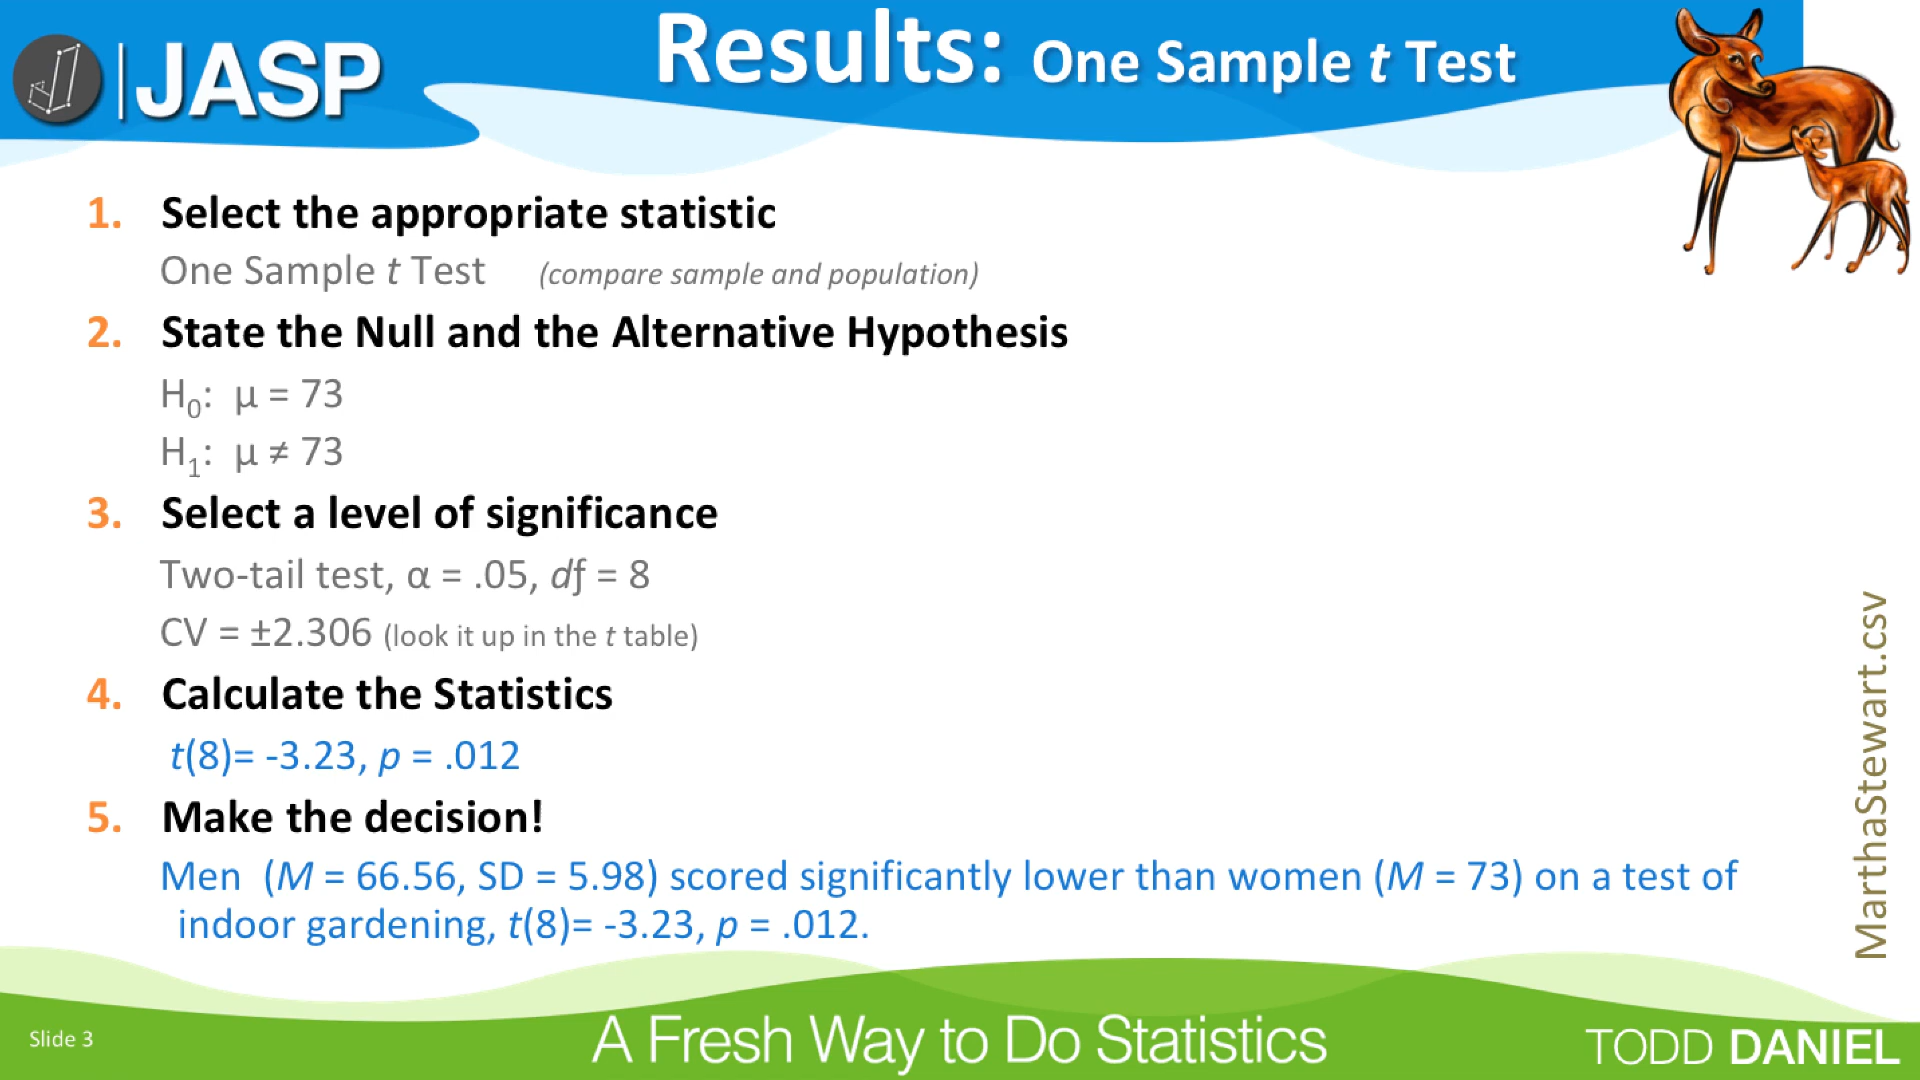 JASP
Results: One Sample t Test
1. Select the appropriate statistic
One Sample t Test (compare sample and population)
2. State the Null and the Alternative Hypothesis
H₀: μ = 73
H₁: μ ≠ 73
3. Select a level of significance
Two-tail test, α = .05, df = 8
CV = ±2.306 (look it up in the t table)
4. Calculate the Statistics
t(8)= -3.23, p = .012
5. Make the decision!
Men (M = 66.56, SD = 5.98) scored significantly lower than women (M = 73) on a test of
indoor gardening, t(8)= -3.23, p = .012.
MarthaStewart.csv
Slide 3
A Fresh Way to Do Statistics
TODD DANIEL